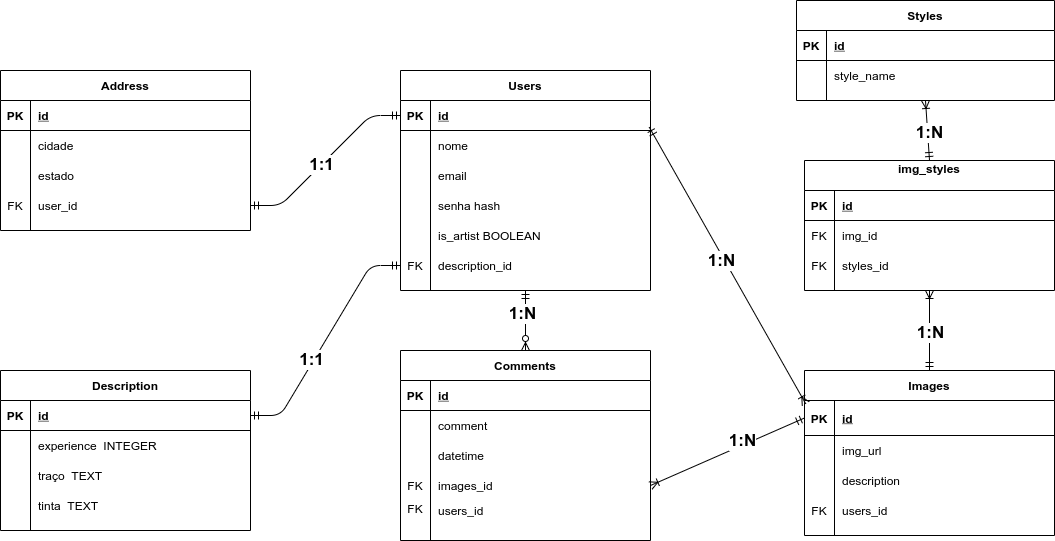 Styles
PK id
style_name
Address
PK id
cidade
estado
FK user_id
1:1
Users
PK id
nome
email
senha hash
is_artist BOOLEAN
FK description_id
1:N
img_styles
PK id
FK img_id
FK styles_id
1:N
1:N
1:N
1:1
Description
PK id
experience INTEGER
traço TEXT
tinta TEXT
Comments
PK id
comment
datetime
FK images_id
FK users_id
1:N
Images
PK id
img_url
description
FK users_id